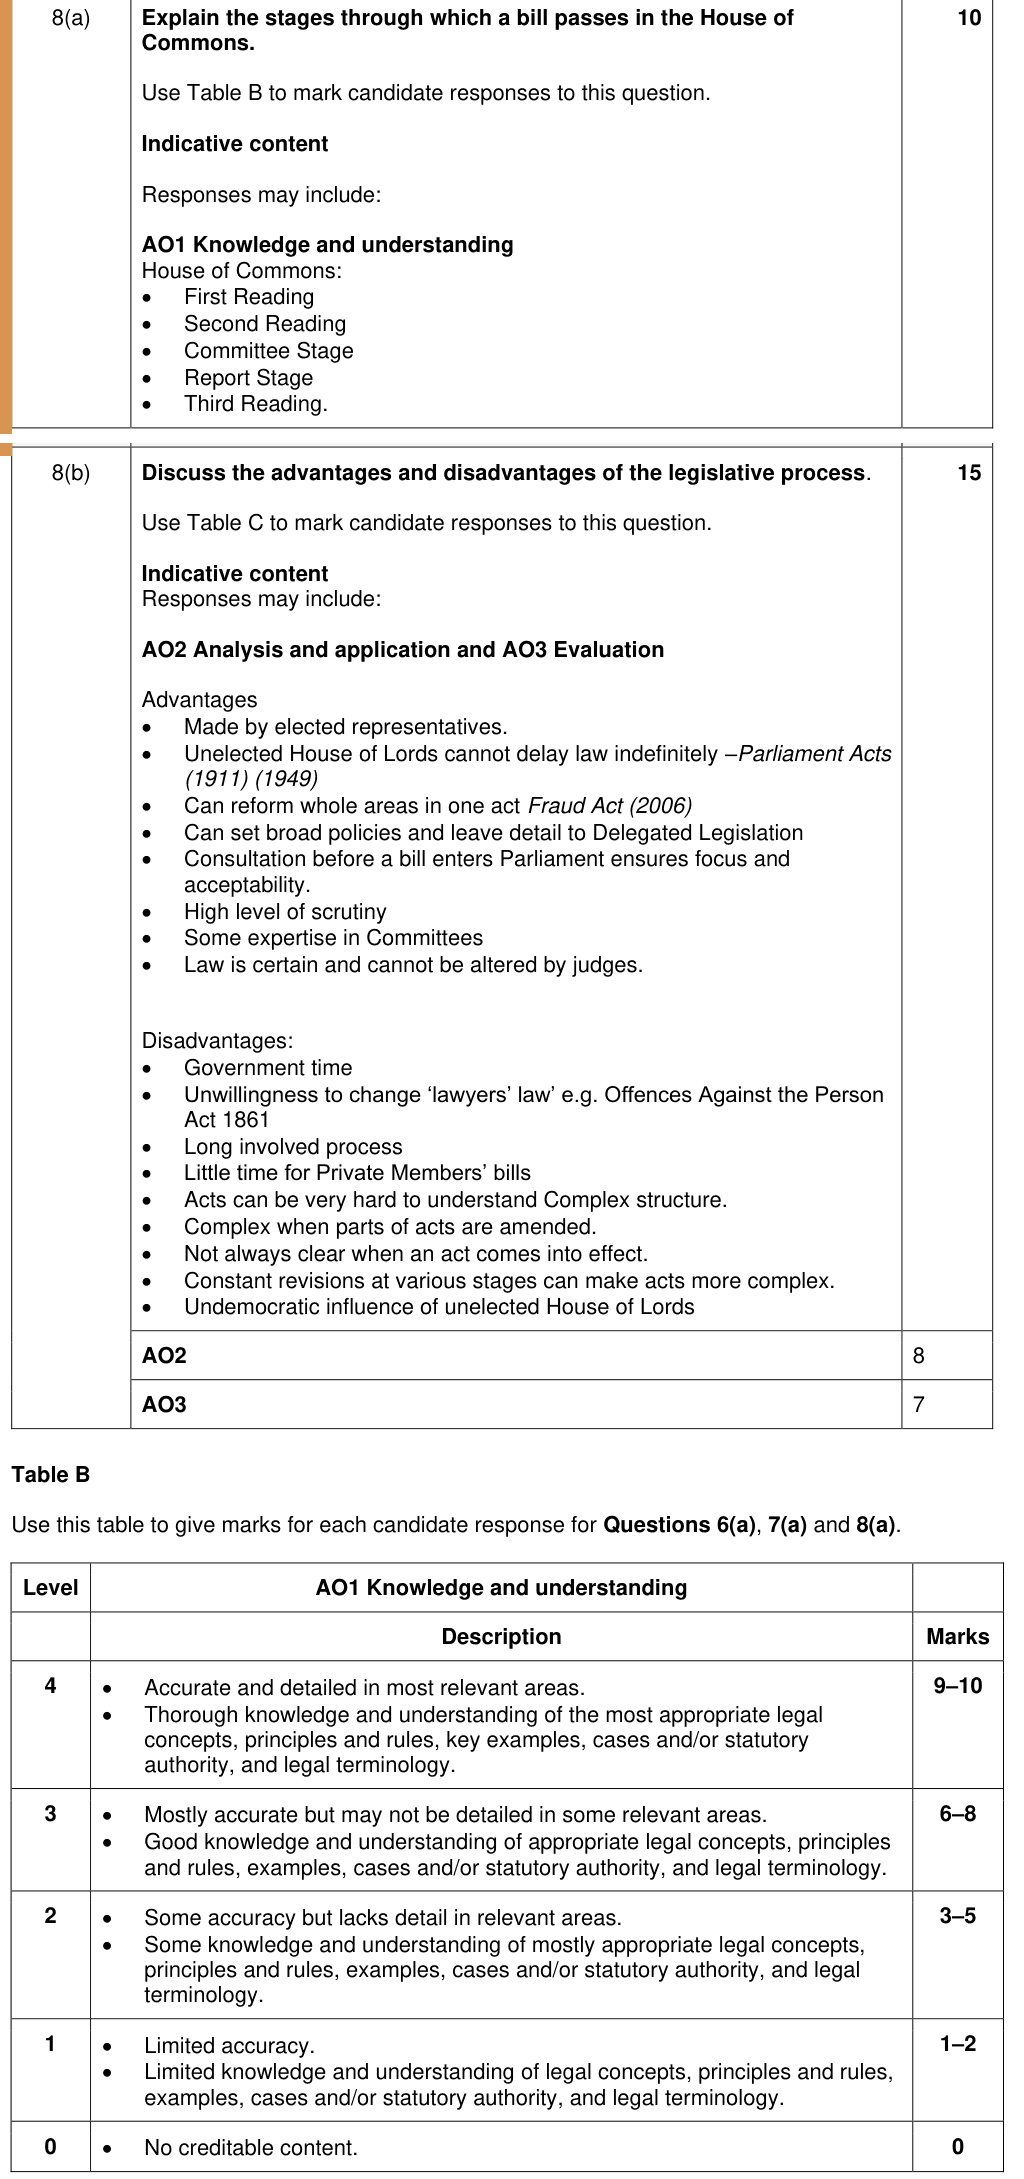 8(a) Explain the stages through which a bill passes in the House of 10
Commons.
Use Table B to mark candidate responses to this question.
Indicative content
Responses may include:
AO1 Knowledge and understanding
House of Commons:
• First Reading
• Second Reading
• Committee Stage
• Report Stage
• Third Reading.
8(b) Discuss the advantages and disadvantages of the legislative process. 15
Use Table C to mark candidate responses to this question.
Indicative content
Responses may include:
AO2 Analysis and application and AO3 Evaluation
Advantages
• Made by elected representatives.
• Unelected House of Lords cannot delay law indefinitely –Parliament Acts
(1911) (1949)
• Can reform whole areas in one act Fraud Act (2006)
• Can set broad policies and leave detail to Delegated Legislation
• Consultation before a bill enters Parliament ensures focus and
acceptability.
• High level of scrutiny
• Some expertise in Committees
• Law is certain and cannot be altered by judges.
Disadvantages:
• Government time
• Unwillingness to change ‘lawyers’ law’ e.g. Offences Against the Person
Act 1861
• Long involved process
• Little time for Private Members’ bills
• Acts can be very hard to understand Complex structure.
• Complex when parts of acts are amended.
• Not always clear when an act comes into effect.
• Constant revisions at various stages can make acts more complex.
• Undemocratic influence of unelected House of Lords
AO2 8
AO3 7
Table B
Use this table to give marks for each candidate response for Questions 6(a), 7(a) and 8(a).
Level AO1 Knowledge and understanding
Description Marks
4 • Accurate and detailed in most relevant areas. 9–10
• Thorough knowledge and understanding of the most appropriate legal
concepts, principles and rules, key examples, cases and/or statutory
authority, and legal terminology.
3 • Mostly accurate but may not be detailed in some relevant areas. 6–8
• Good knowledge and understanding of appropriate legal concepts, principles
and rules, examples, cases and/or statutory authority, and legal terminology.
2 • Some accuracy but lacks detail in relevant areas. 3–5
• Some knowledge and understanding of mostly appropriate legal concepts,
principles and rules, examples, cases and/or statutory authority, and legal
terminology.
1 • Limited accuracy. 1–2
• Limited knowledge and understanding of legal concepts, principles and rules,
examples, cases and/or statutory authority, and legal terminology.
0 • No creditable content. 0